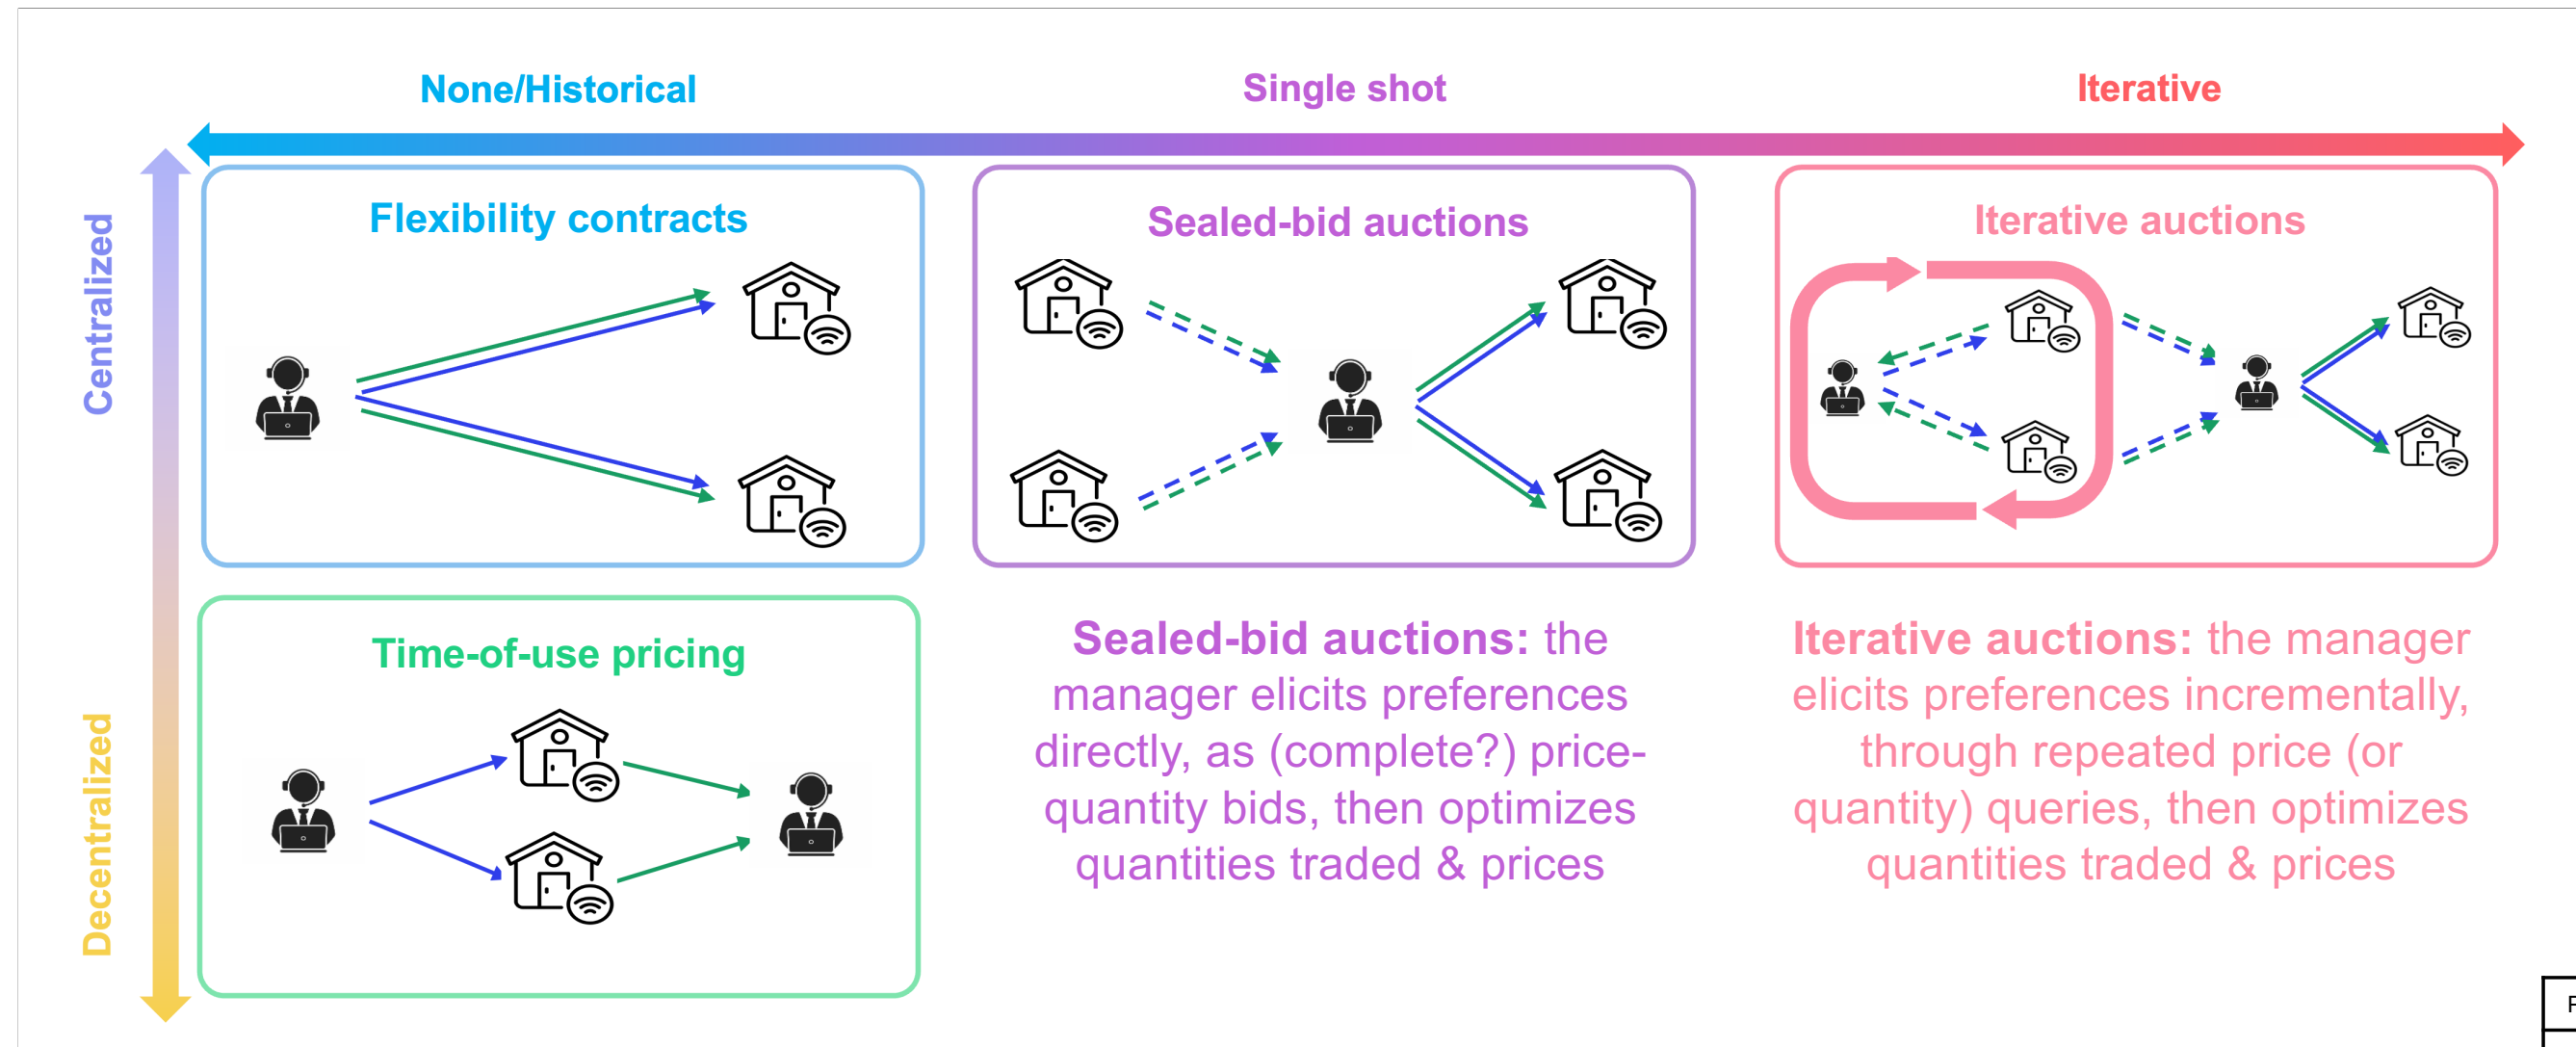 None/Historical
Single shot
Iterative
Centralized
Decentralized
Flexibility contracts
Sealed-bid auctions
Iterative auctions
Time-of-use pricing
Sealed-bid auctions: the
manager elicits preferences
directly, as (complete?) price-
quantity bids, then optimizes
quantities traded & prices
Iterative auctions: the manager
elicits preferences incrementally,
through repeated price (or
quantity) queries, then optimizes
quantities traded & prices